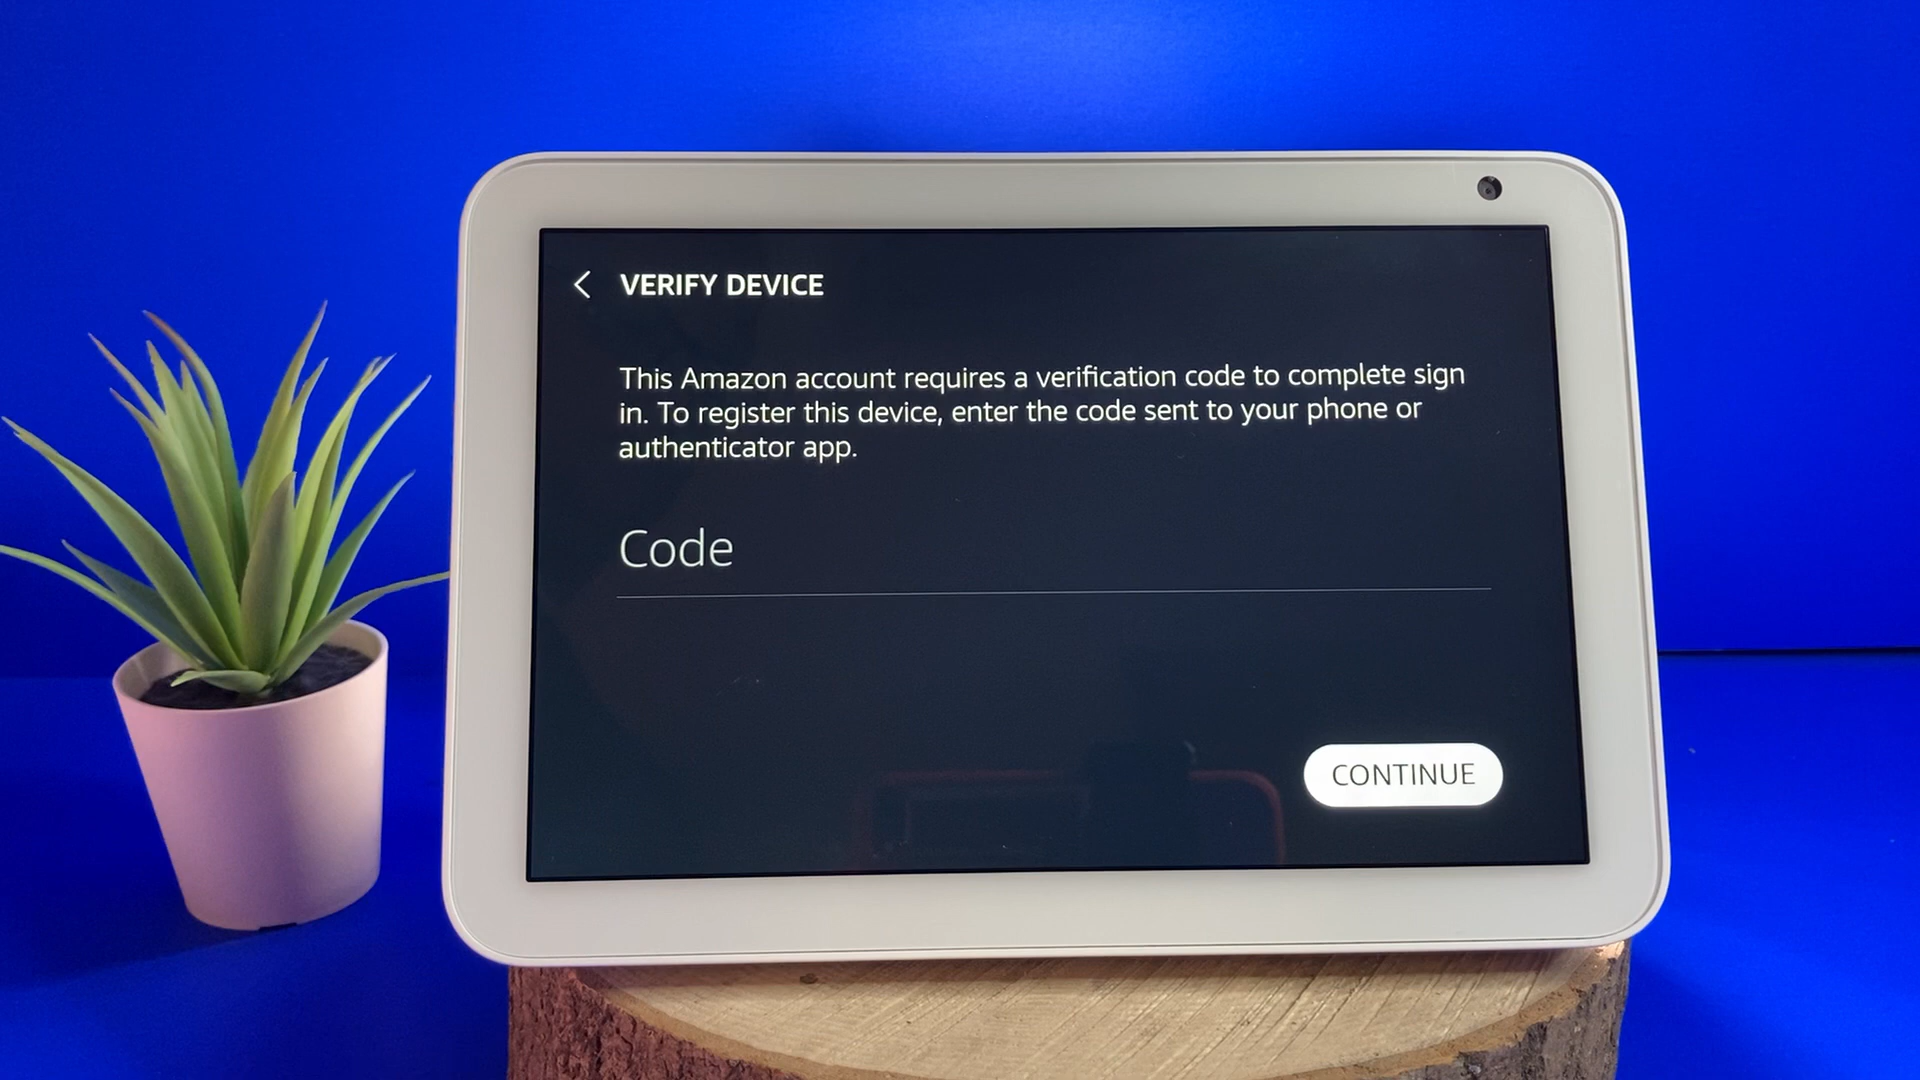 VERIFY DEVICE
This Amazon account requires a verification code to complete sign
in. To register this device, enter the code sent to your phone or
authenticator app.
Code
CONTINUE